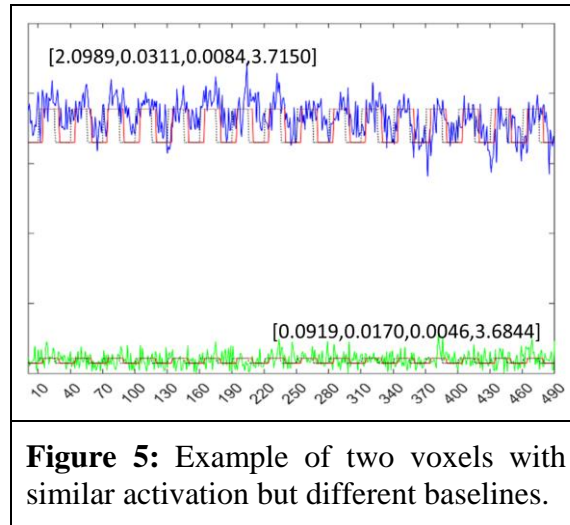 [2.0989,0.0311,0.0084,3.7150]
[0.0919,0.0170,0.0046,3.6844]
10 40 70 100 130 160 190 220 250 280 310 340 370 400 430 460 490
Figure 5: Example of two voxels with
similar activation but different baselines.